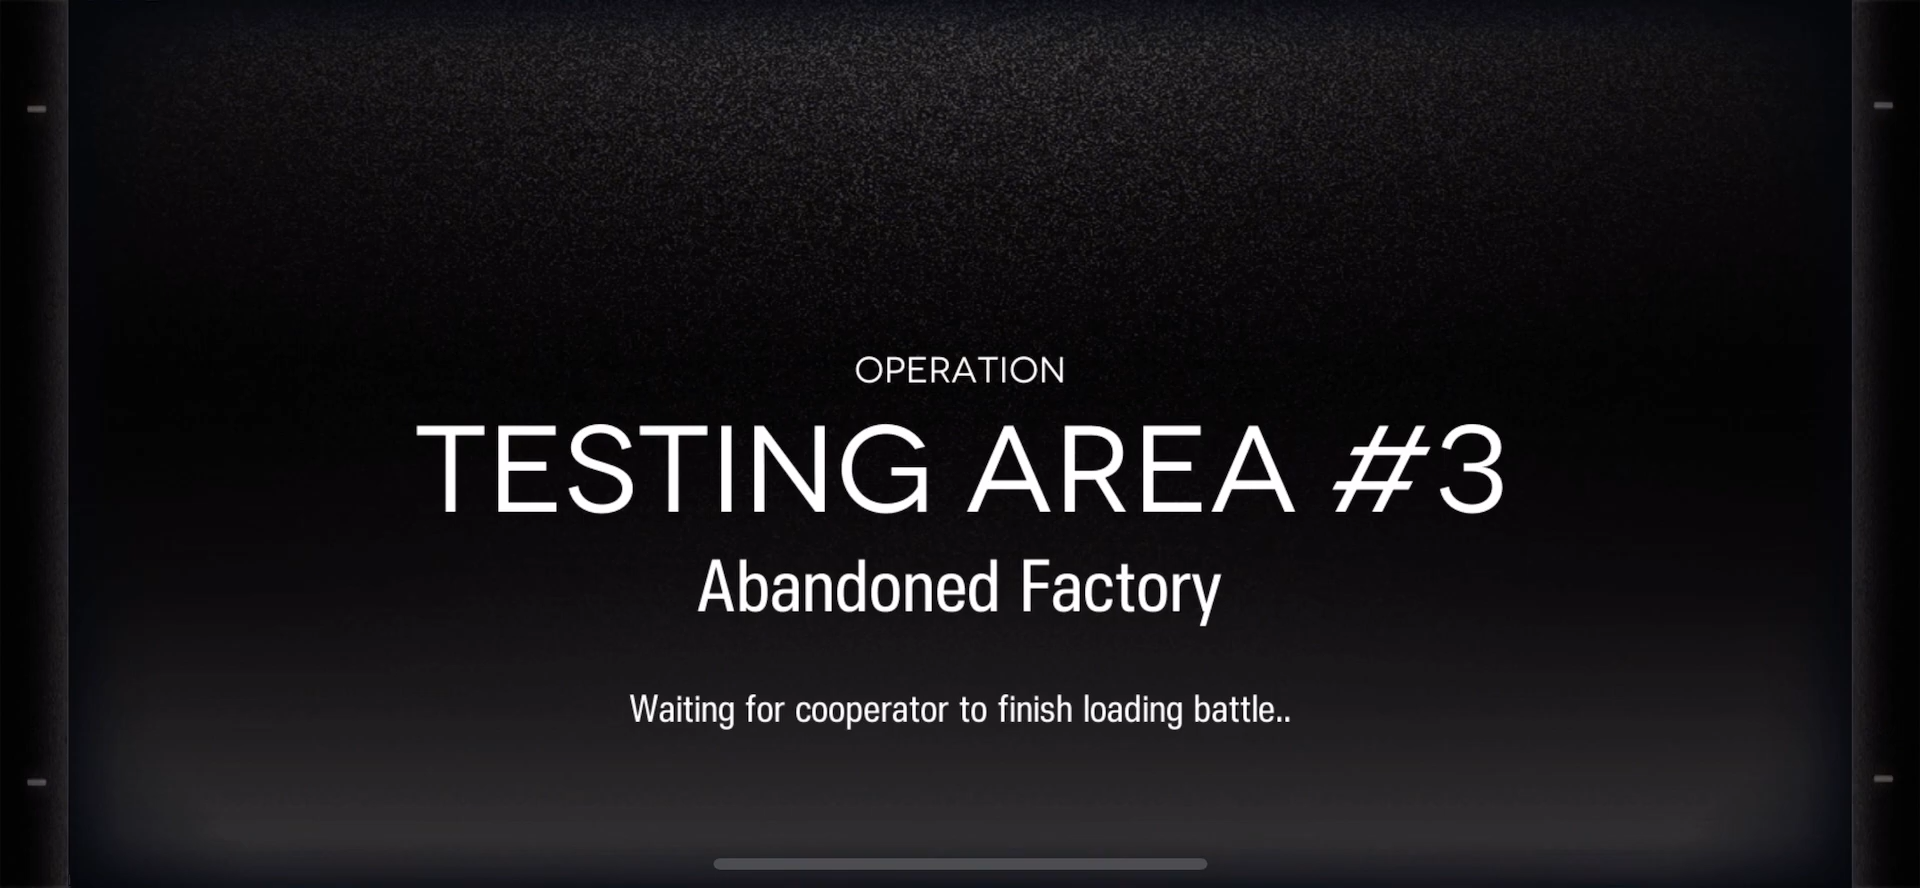 OPERATION
TESTING AREA #3
Abandoned Factory
Waiting for cooperator to finish loading battle..